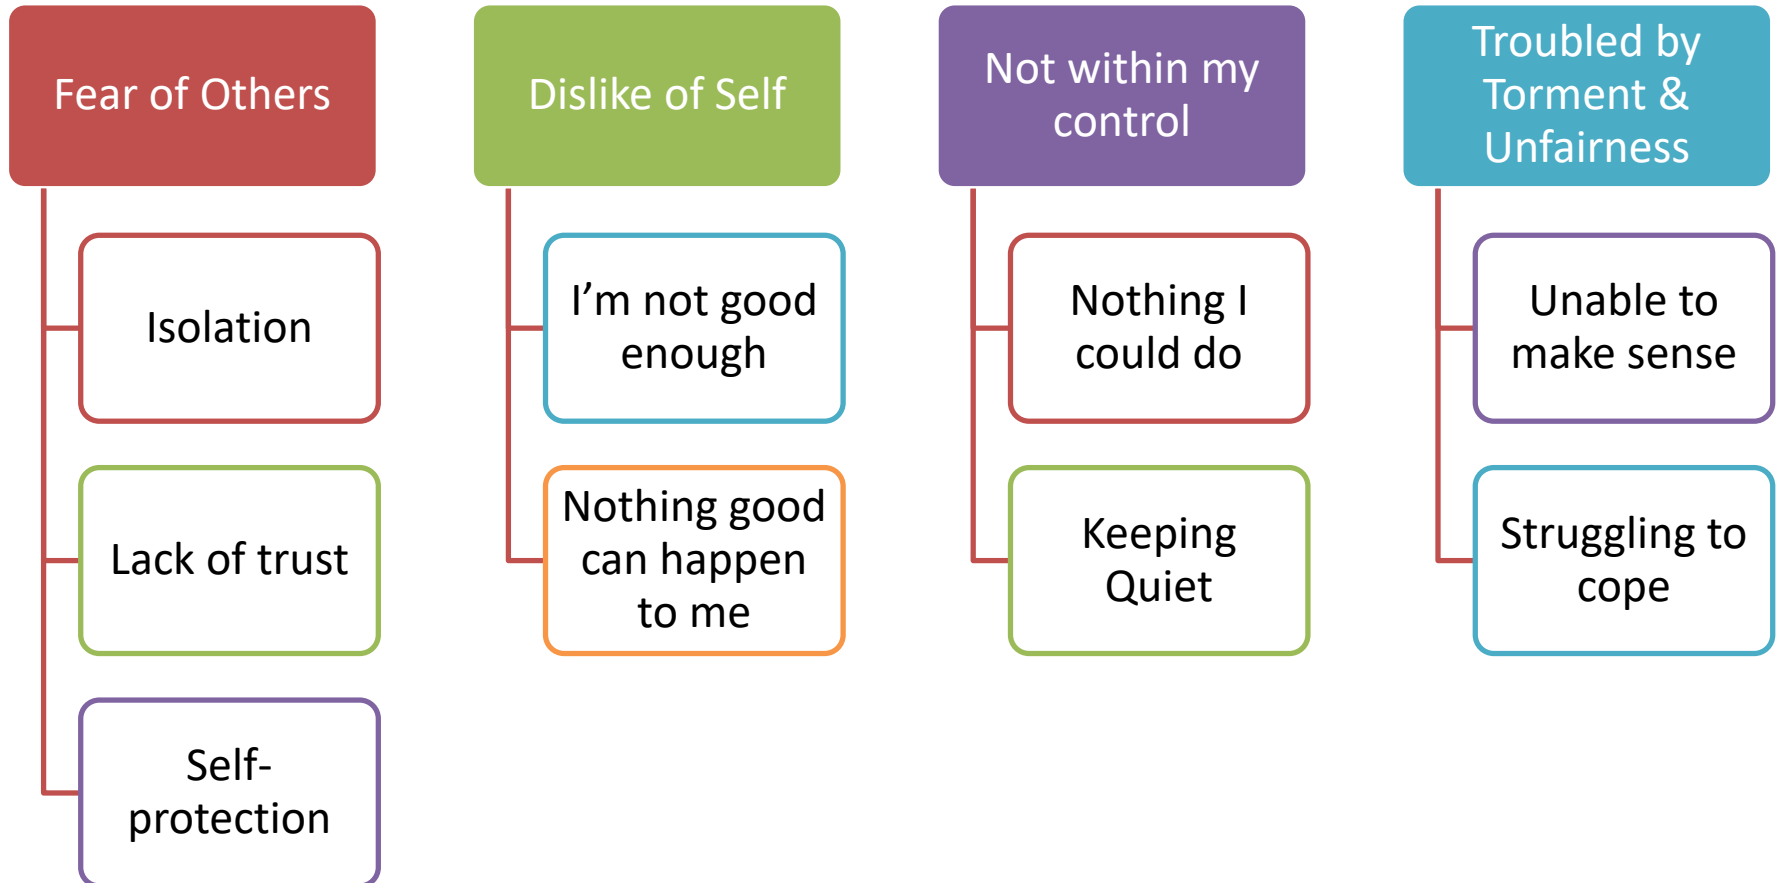 Fear of Others
Isolation
Lack of trust
Self-
protection
Dislike of Self
I’m not good
enough
Nothing good
can happen
to me
Not within my
control
Nothing I
could do
Keeping
Quiet
Troubled by
Torment &
Unfairness
Unable to
make sense
Struggling to
cope